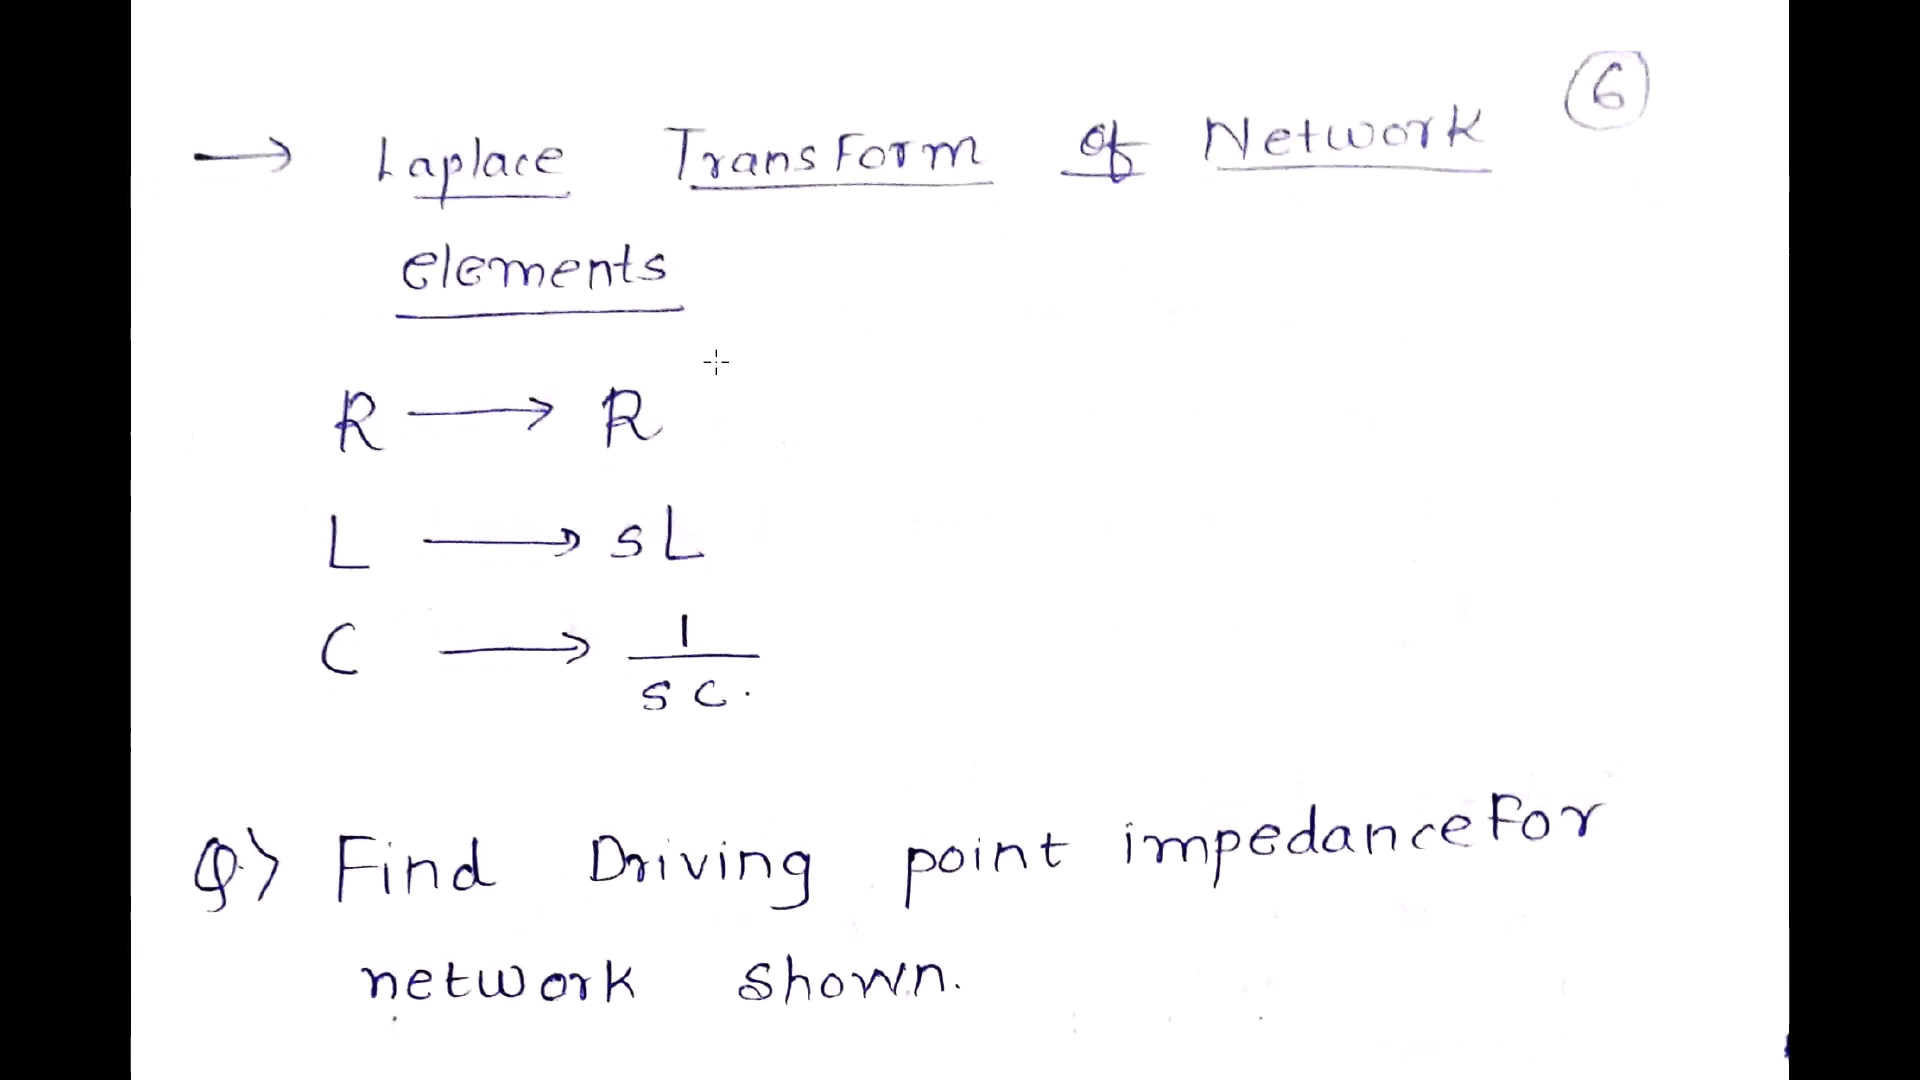 6
→ Laplace Transform of Network
elements
R → R
L → sL
C → 1
sc.
Q> Find Driving point impedance for
network shown.